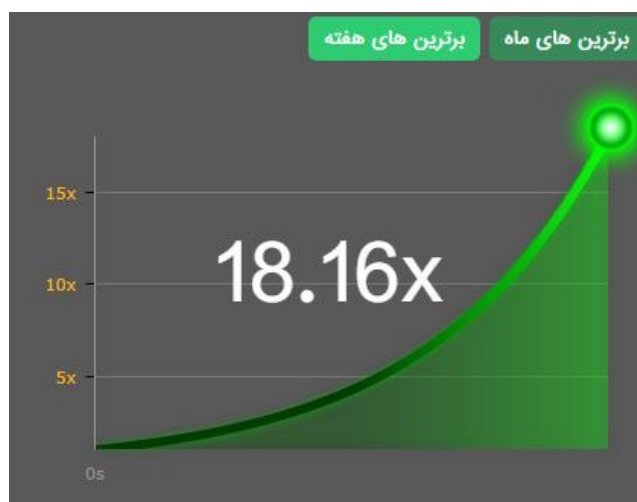 برترین های ماه
برترین های هفته
15x
18.16x
10x
5x
0s